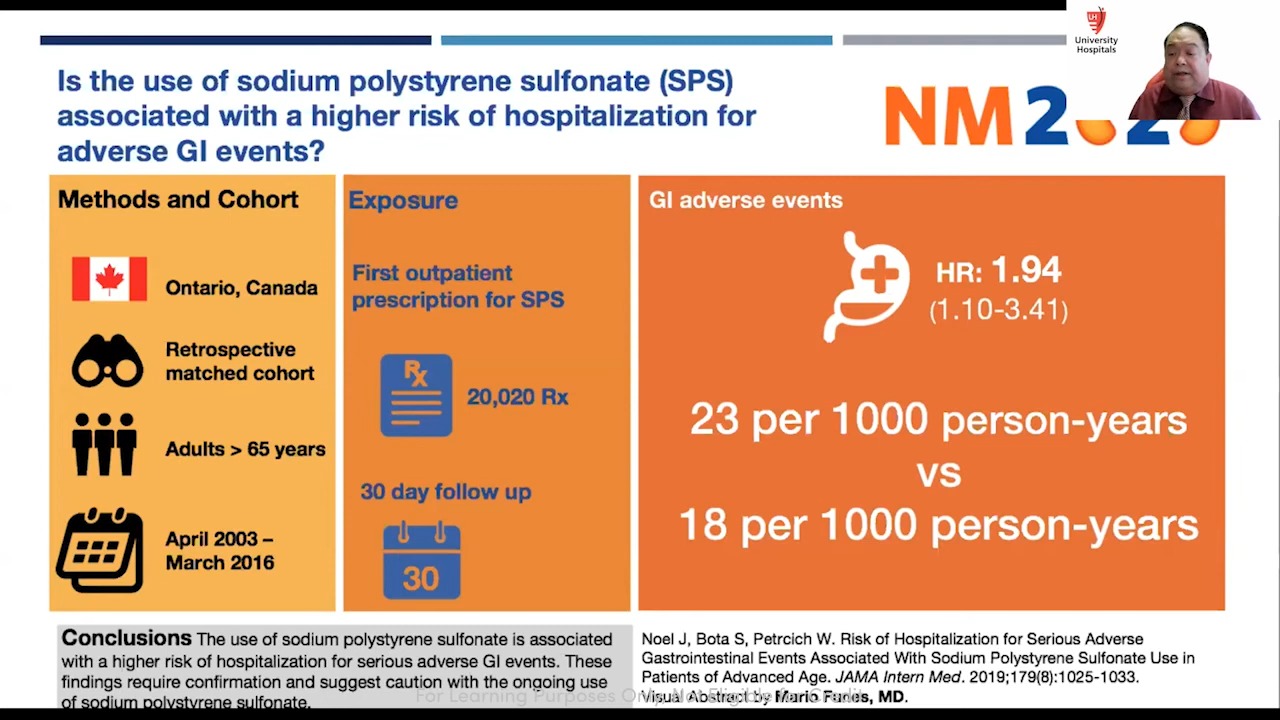 University
Hospitals
Is the use of sodium polystyrene sulfonate (SPS)
associated with a higher risk of hospitalization for
adverse GI events?
NM2020
Methods and Cohort
Ontario, Canada
Retrospective
matched cohort
Adults > 65 years
April 2003 –
March 2016
Exposure
First outpatient
prescription for SPS
Rx
20,020 Rx
30 day follow up
30
GI adverse events
HR: 1.94
(1.10-3.41)
23 per 1000 person-years
vs
18 per 1000 person-years
Conclusions The use of sodium polystyrene sulfonate is associated
with a higher risk of hospitalization for serious adverse GI events. These
findings require confirmation and suggest caution with the ongoing use
of sodium polystyrene sulfonate.
Noel J, Bota S, Petrcich W. Risk of Hospitalization for Serious Adverse
Gastrointestinal Events Associated With Sodium Polystyrene Sulfonate Use in
Patients of Advanced Age. JAMA Intern Med. 2019;179(8):1025-1033.
Visual Abstract by Mario Funes, MD.
For Learning Purposes Only. Not Eligible for Credit